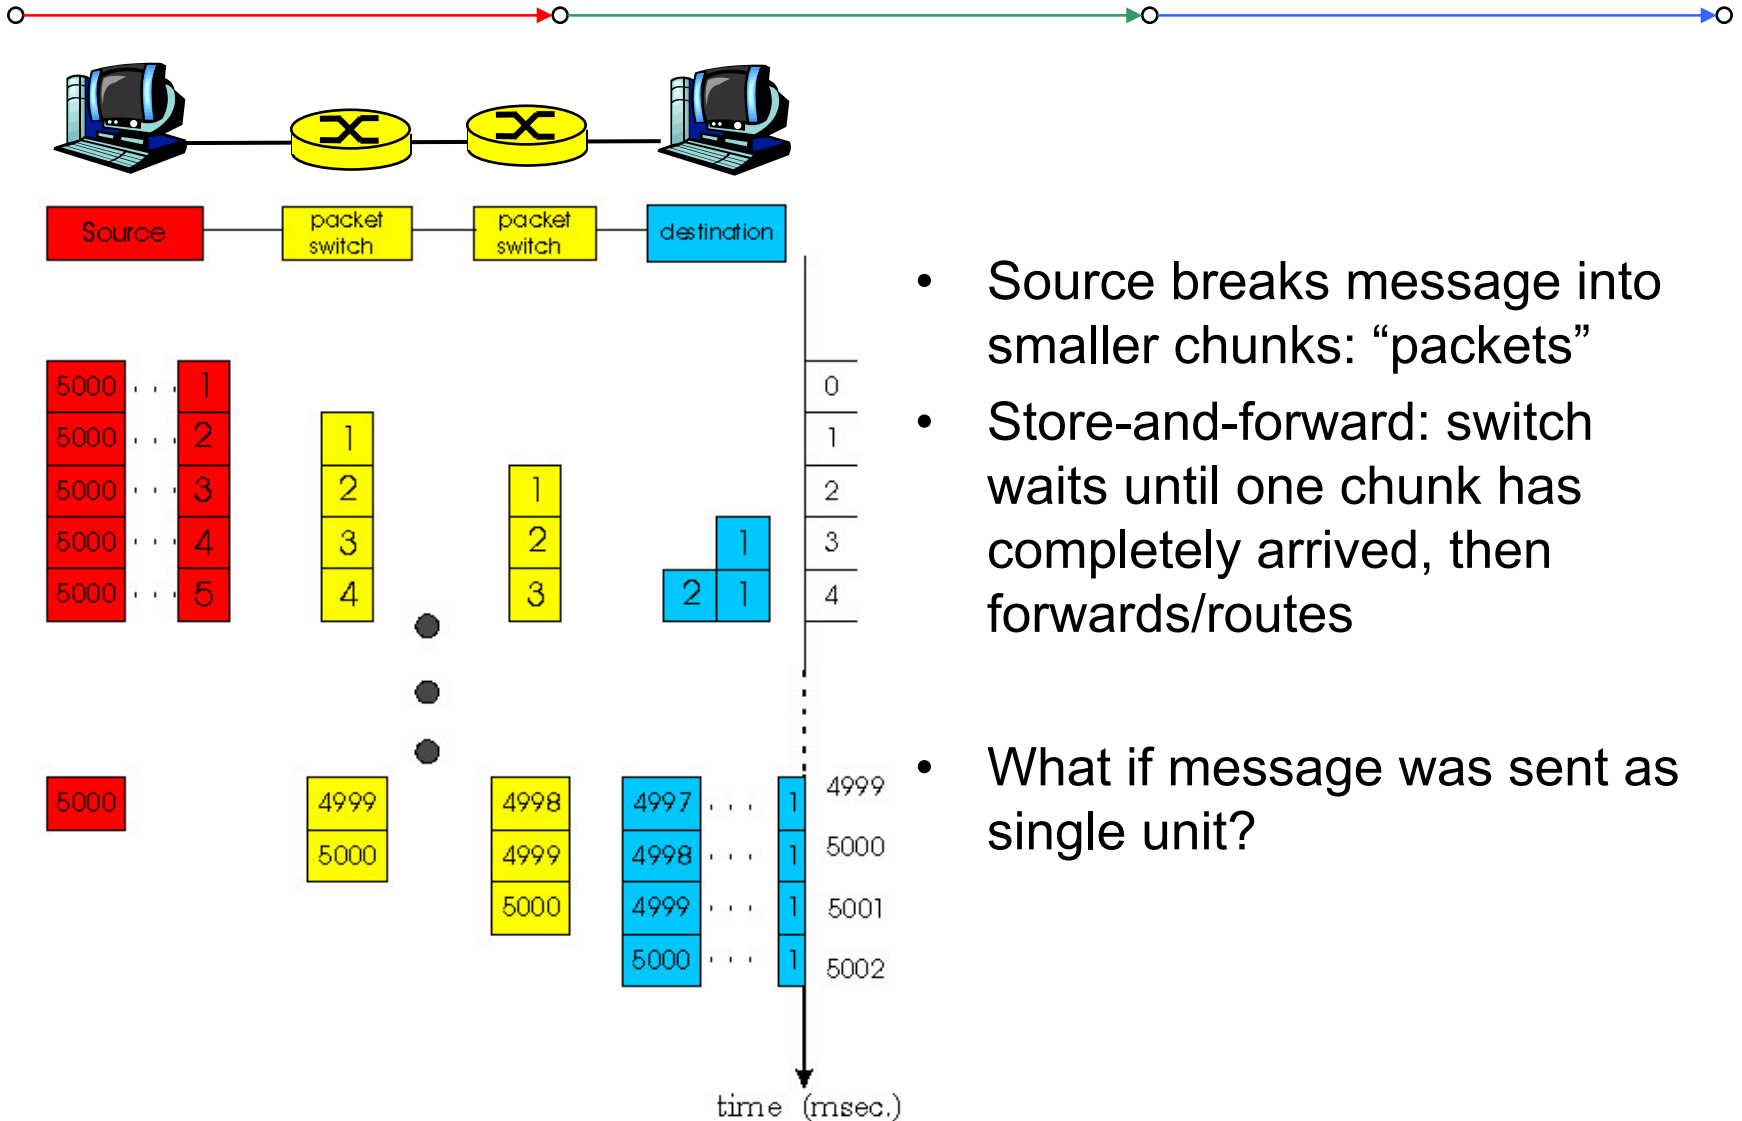 Source
packet
switch
packet
switch
destination
5000 . . . 1
0
5000 . . . 2
1
1
5000 . . . 3
2
1
2
5000 . . . 4
3
2
1
3
5000 . . . 5
4
3
2 1
4
5000
4999
4998
4997 . . . 1
4999
5000
4999
4998 . . . 1
5000
5000
4999 . . . 1
5001
5000 . . . 1
5002
time (msec.)
• Source breaks message into
smaller chunks: “packets”
• Store-and-forward: switch
waits until one chunk has
completely arrived, then
forwards/routes
• What if message was sent as
single unit?